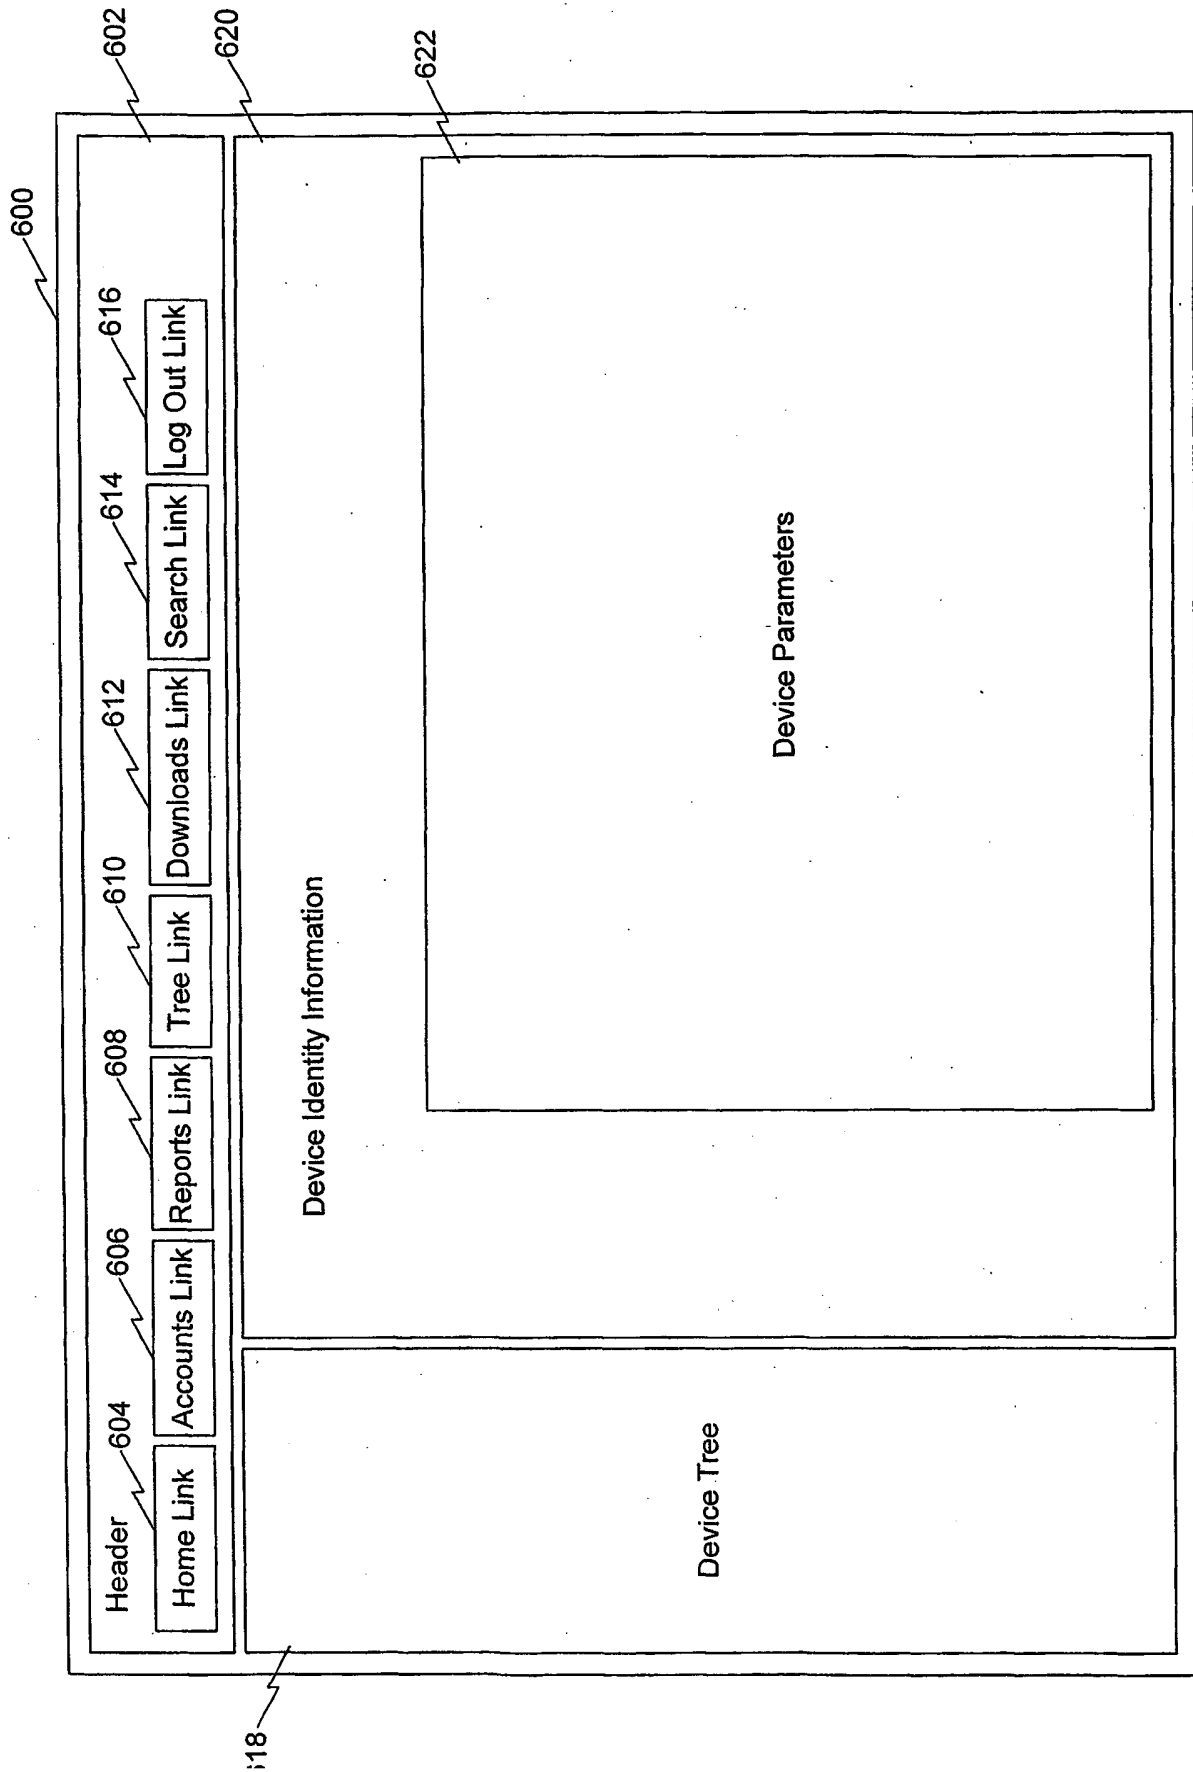 600
602
Header
604
606
608
610
612
614
616
Home Link
Accounts Link
Reports Link
Tree Link
Downloads Link
Search Link
Log Out Link
620
Device Identity Information
622
Device Parameters
Device Tree
618